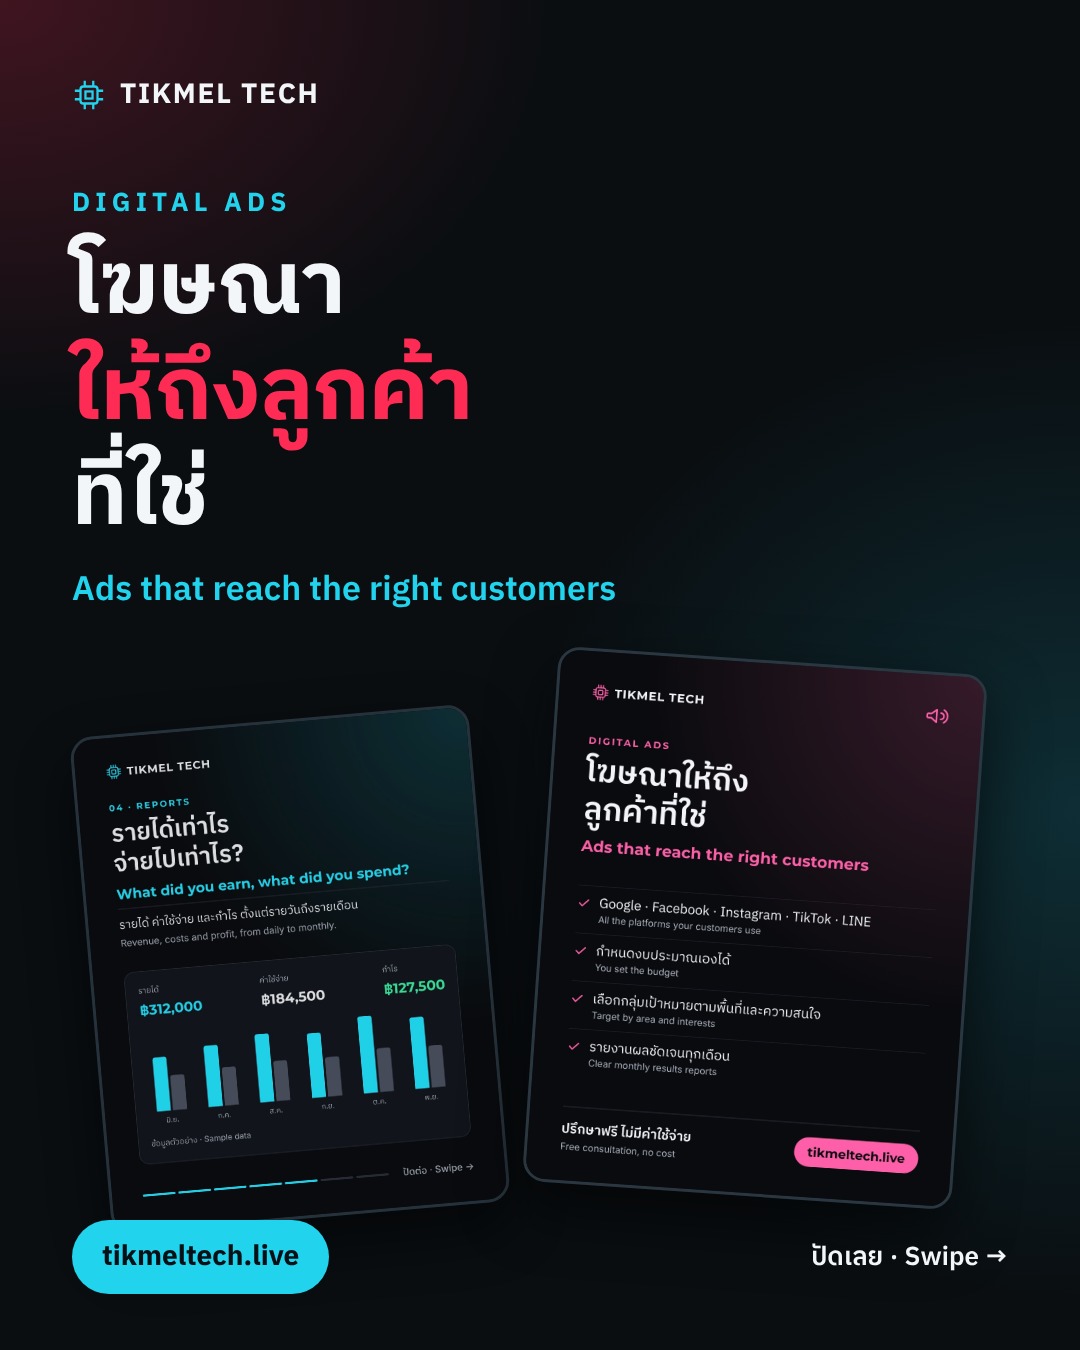 TIKMEL TECH
DIGITAL ADS
โฆษณา
ให้ถึงลูกค้า
ที่ใช่
Ads that reach the right customers
TIKMEL TECH
04 · REPORTS
รายได้เท่าไร
จ่ายไปเท่าไร?
What did you earn, what did you spend?
รายได้ ค่าใช้จ่าย และกำไร ตั้งแต่รายวันถึงรายเดือน
Revenue, costs and profit, from daily to monthly.
รายได้ ค่าใช้จ่าย กำไร
฿312,000 ฿184,500 ฿127,500
มิ.ย. ก.ค. ส.ค. ก.ย. ต.ค. พ.ย.
ข้อมูลตัวอย่าง · Sample data
ปัดต่อ · Swipe →
TIKMEL TECH
DIGITAL ADS
โฆษณาให้ถึง
ลูกค้าที่ใช่
Ads that reach the right customers
Google · Facebook · Instagram · TikTok · LINE
All the platforms your customers use
กำหนดงบประมาณเองได้
You set the budget
เลือกกลุ่มเป้าหมายตามพื้นที่และความสนใจ
Target by area and interests
รายงานผลชัดเจนทุกเดือน
Clear monthly results reports
ปรึกษาฟรี ไม่มีค่าใช้จ่าย
Free consultation, no cost
tikmeltech.live
tikmeltech.live
ปัดเลย · Swipe →